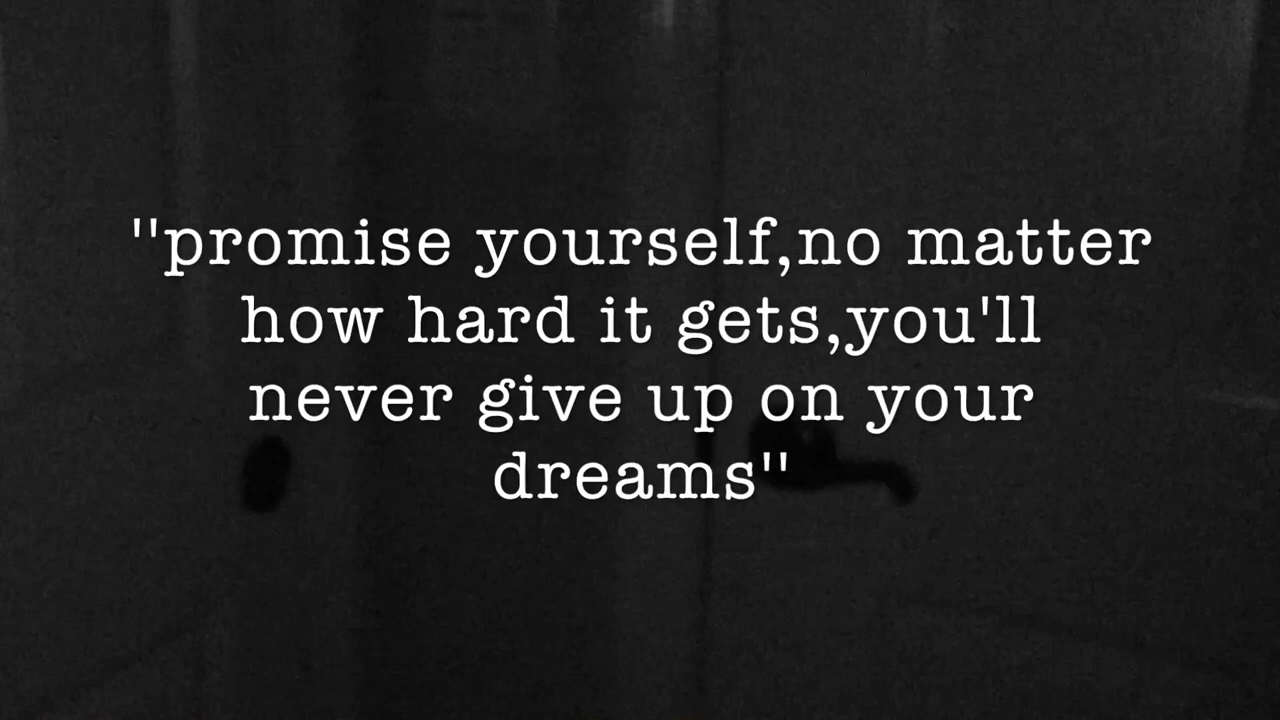 "promise yourself,no matter
how hard it gets,you'll
never give up on your
dreams"